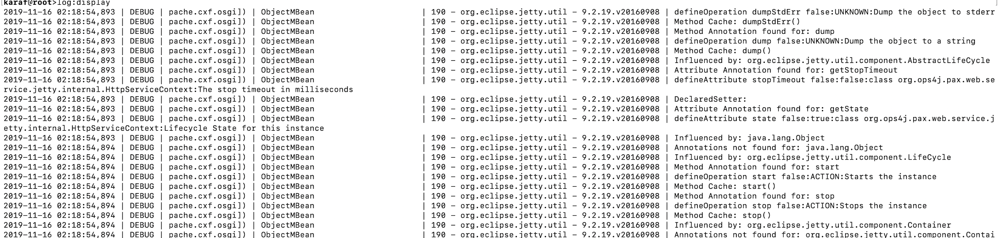 karaf@root>log:display
2019-11-16 02:18:54,893 | DEBUG | pache.cxf.osgi]) | ObjectMBean | 190 - org.eclipse.jetty.util - 9.2.19.v20160908 | defineOperation dumpStdErr false:UNKNOWN:Dump the object to stderr
2019-11-16 02:18:54,893 | DEBUG | pache.cxf.osgi]) | ObjectMBean | 190 - org.eclipse.jetty.util - 9.2.19.v20160908 | Method Cache: dumpStdErr()
2019-11-16 02:18:54,893 | DEBUG | pache.cxf.osgi]) | ObjectMBean | 190 - org.eclipse.jetty.util - 9.2.19.v20160908 | Method Annotation found for: dump
2019-11-16 02:18:54,893 | DEBUG | pache.cxf.osgi]) | ObjectMBean | 190 - org.eclipse.jetty.util - 9.2.19.v20160908 | defineOperation dump false:UNKNOWN:Dump the object to a string
2019-11-16 02:18:54,893 | DEBUG | pache.cxf.osgi]) | ObjectMBean | 190 - org.eclipse.jetty.util - 9.2.19.v20160908 | Method Cache: dump()
2019-11-16 02:18:54,893 | DEBUG | pache.cxf.osgi]) | ObjectMBean | 190 - org.eclipse.jetty.util - 9.2.19.v20160908 | Influenced by: org.eclipse.jetty.util.component.AbstractLifeCycle
2019-11-16 02:18:54,893 | DEBUG | pache.cxf.osgi]) | ObjectMBean | 190 - org.eclipse.jetty.util - 9.2.19.v20160908 | Attribute Annotation found for: getStopTimeout
2019-11-16 02:18:54,893 | DEBUG | pache.cxf.osgi]) | ObjectMBean | 190 - org.eclipse.jetty.util - 9.2.19.v20160908 | defineAttribute stopTimeout false:false:class org.ops4j.pax.web.se
rvice.jetty.internal.HttpServiceContext:The stop timeout in milliseconds
2019-11-16 02:18:54,893 | DEBUG | pache.cxf.osgi]) | ObjectMBean | 190 - org.eclipse.jetty.util - 9.2.19.v20160908 | DeclaredSetter:
2019-11-16 02:18:54,893 | DEBUG | pache.cxf.osgi]) | ObjectMBean | 190 - org.eclipse.jetty.util - 9.2.19.v20160908 | Attribute Annotation found for: getState
2019-11-16 02:18:54,893 | DEBUG | pache.cxf.osgi]) | ObjectMBean | 190 - org.eclipse.jetty.util - 9.2.19.v20160908 | defineAttribute state false:true:class org.ops4j.pax.web.service.j
etty.internal.HttpServiceContext:Lifecycle State for this instance
2019-11-16 02:18:54,893 | DEBUG | pache.cxf.osgi]) | ObjectMBean | 190 - org.eclipse.jetty.util - 9.2.19.v20160908 | Influenced by: java.lang.Object
2019-11-16 02:18:54,894 | DEBUG | pache.cxf.osgi]) | ObjectMBean | 190 - org.eclipse.jetty.util - 9.2.19.v20160908 | Annotations not found for: java.lang.Object
2019-11-16 02:18:54,894 | DEBUG | pache.cxf.osgi]) | ObjectMBean | 190 - org.eclipse.jetty.util - 9.2.19.v20160908 | Influenced by: org.eclipse.jetty.util.component.LifeCycle
2019-11-16 02:18:54,894 | DEBUG | pache.cxf.osgi]) | ObjectMBean | 190 - org.eclipse.jetty.util - 9.2.19.v20160908 | Method Annotation found for: start
2019-11-16 02:18:54,894 | DEBUG | pache.cxf.osgi]) | ObjectMBean | 190 - org.eclipse.jetty.util - 9.2.19.v20160908 | defineOperation start false:ACTION:Starts the instance
2019-11-16 02:18:54,894 | DEBUG | pache.cxf.osgi]) | ObjectMBean | 190 - org.eclipse.jetty.util - 9.2.19.v20160908 | Method Cache: start()
2019-11-16 02:18:54,894 | DEBUG | pache.cxf.osgi]) | ObjectMBean | 190 - org.eclipse.jetty.util - 9.2.19.v20160908 | Method Annotation found for: stop
2019-11-16 02:18:54,894 | DEBUG | pache.cxf.osgi]) | ObjectMBean | 190 - org.eclipse.jetty.util - 9.2.19.v20160908 | defineOperation stop false:ACTION:Stops the instance
2019-11-16 02:18:54,894 | DEBUG | pache.cxf.osgi]) | ObjectMBean | 190 - org.eclipse.jetty.util - 9.2.19.v20160908 | Method Cache: stop()
2019-11-16 02:18:54,894 | DEBUG | pache.cxf.osgi]) | ObjectMBean | 190 - org.eclipse.jetty.util - 9.2.19.v20160908 | Influenced by: org.eclipse.jetty.util.component.Container
2019-11-16 02:18:54,894 | DEBUG | pache.cxf.osgi]) | ObjectMBean | 190 - org.eclipse.jetty.util - 9.2.19.v20160908 | Annotations not found for: org.eclipse.jetty.util.component.Contai